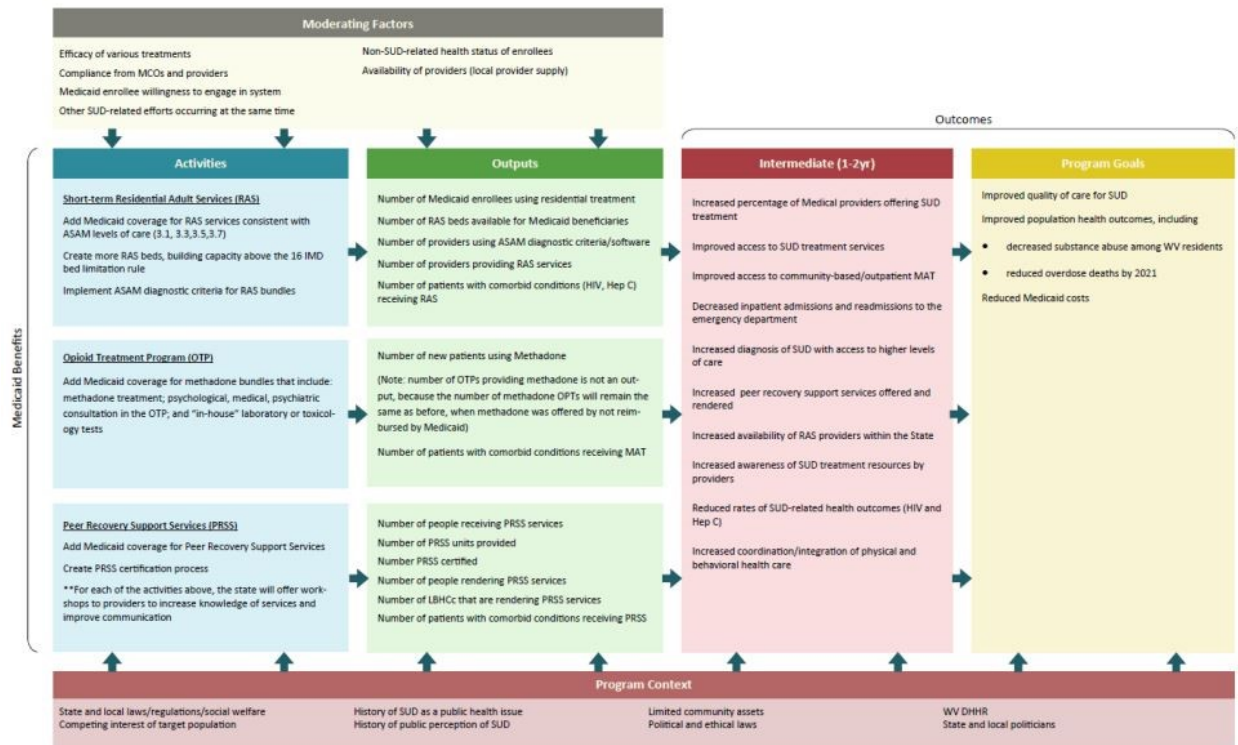 Moderating Factors
Efficacy of various treatments
Compliance from MCOs and providers
Medicaid enrollee willingness to engage in system
Other SUD-related efforts occurring at the same time
Non-SUD-related health status of enrollees
Availability of providers (local provider supply)
Outcomes
Medicaid Benefits
Activities
Short-term Residential Adult Services (RAS)
Add Medicaid coverage for RAS services consistent with
ASAM levels of care (3.1, 3.3,3.5,3.7)
Create more RAS beds, building capacity above the 16 IMD
bed limitation rule
Implement ASAM diagnostic criteria for RAS bundles
Opioid Treatment Program (OTP)
Add Medicaid coverage for methadone bundles that include:
methadone treatment; psychological, medical, psychiatric
consultation in the OTP; and "in-house" laboratory or toxicol-
ogy tests
Peer Recovery Support Services (PRSS)
Add Medicaid coverage for Peer Recovery Support Services
Create PRSS certification process
**For each of the activities above, the state will offer work-
shops to providers to increase knowledge of services and
improve communication
Outputs
Number of Medicaid enrollees using residential treatment
Number of RAS beds available for Medicaid beneficiaries
Number of providers using ASAM diagnostic criteria/software
Number of providers providing RAS services
Number of patients with comorbid conditions (HIV, Hep C)
receiving RAS
Number of new patients using Methadone
(Note: number of OTPs providing methadone is not an out-
put, because the number of methadone OPTs will remain the
same as before, when methadone was offered by not reim-
bursed by Medicaid)
Number of patients with comorbid conditions receiving MAT
Number of people receiving PRSS services
Number of PRSS units provided
Number PRSS certified
Number of people rendering PRSS services
Number of LBHCc that are rendering PRSS services
Number of patients with comorbid conditions receiving PRSS
Intermediate (1-2yr)
Increased percentage of Medical providers offering SUD
treatment
Improved access to SUD treatment services
Improved access to community-based/outpatient MAT
Decreased inpatient admissions and readmissions to the
emergency department
Increased diagnosis of SUD with access to higher levels
of care
Increased peer recovery support services offered and
rendered
Increased availability of RAS providers within the State
Increased awareness of SUD treatment resources by
providers
Reduced rates of SUD-related health outcomes (HIV and
Hep C)
Increased coordination/integration of physical and
behavioral health care
Program Goals
Improved quality of care for SUD
Improved population health outcomes, including
• decreased substance abuse among WV residents
• reduced overdose deaths by 2021
Reduced Medicaid costs
Program Context
State and local laws/regulations/social welfare
Competing interest of target population
History of SUD as a public health issue
History of public perception of SUD
Limited community assets
Political and ethical laws
WV DHHR
State and local politicians